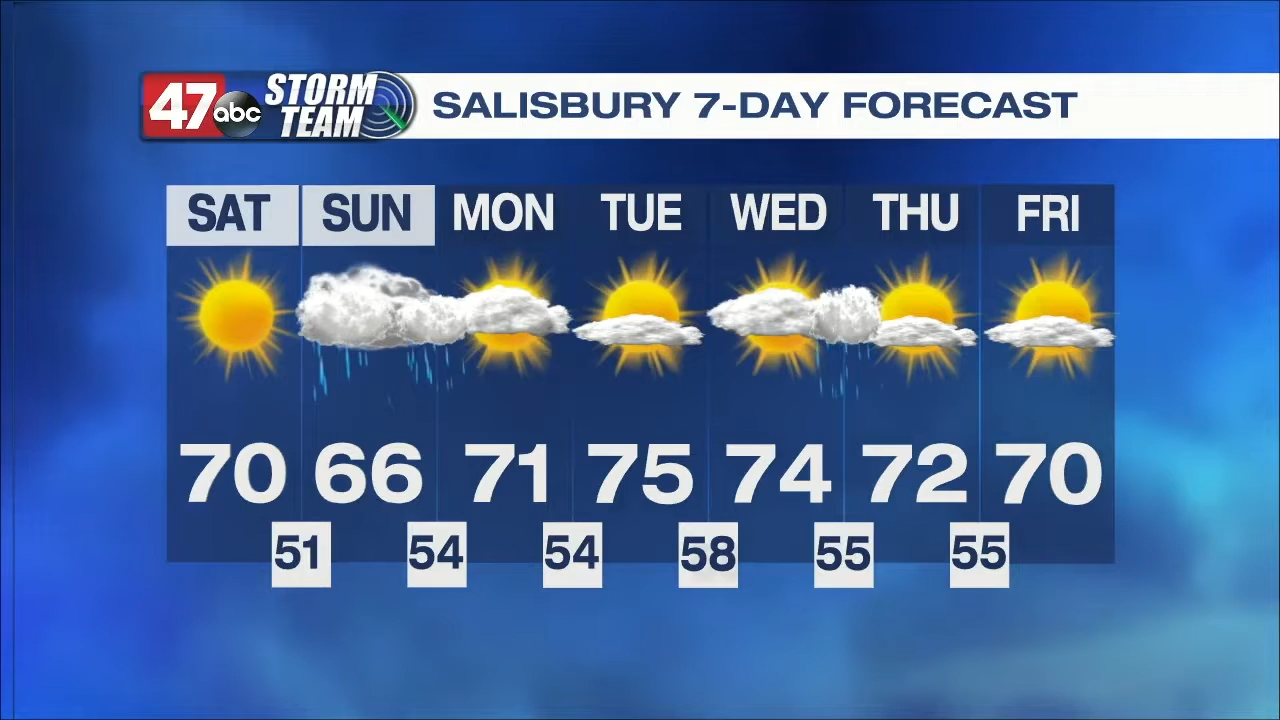 47 abc STORM TEAM SALISBURY 7-DAY FORECAST
SAT SUN MON TUE WED THU FRI
70 66 71 75 74 72 70
51 54 54 58 55 55